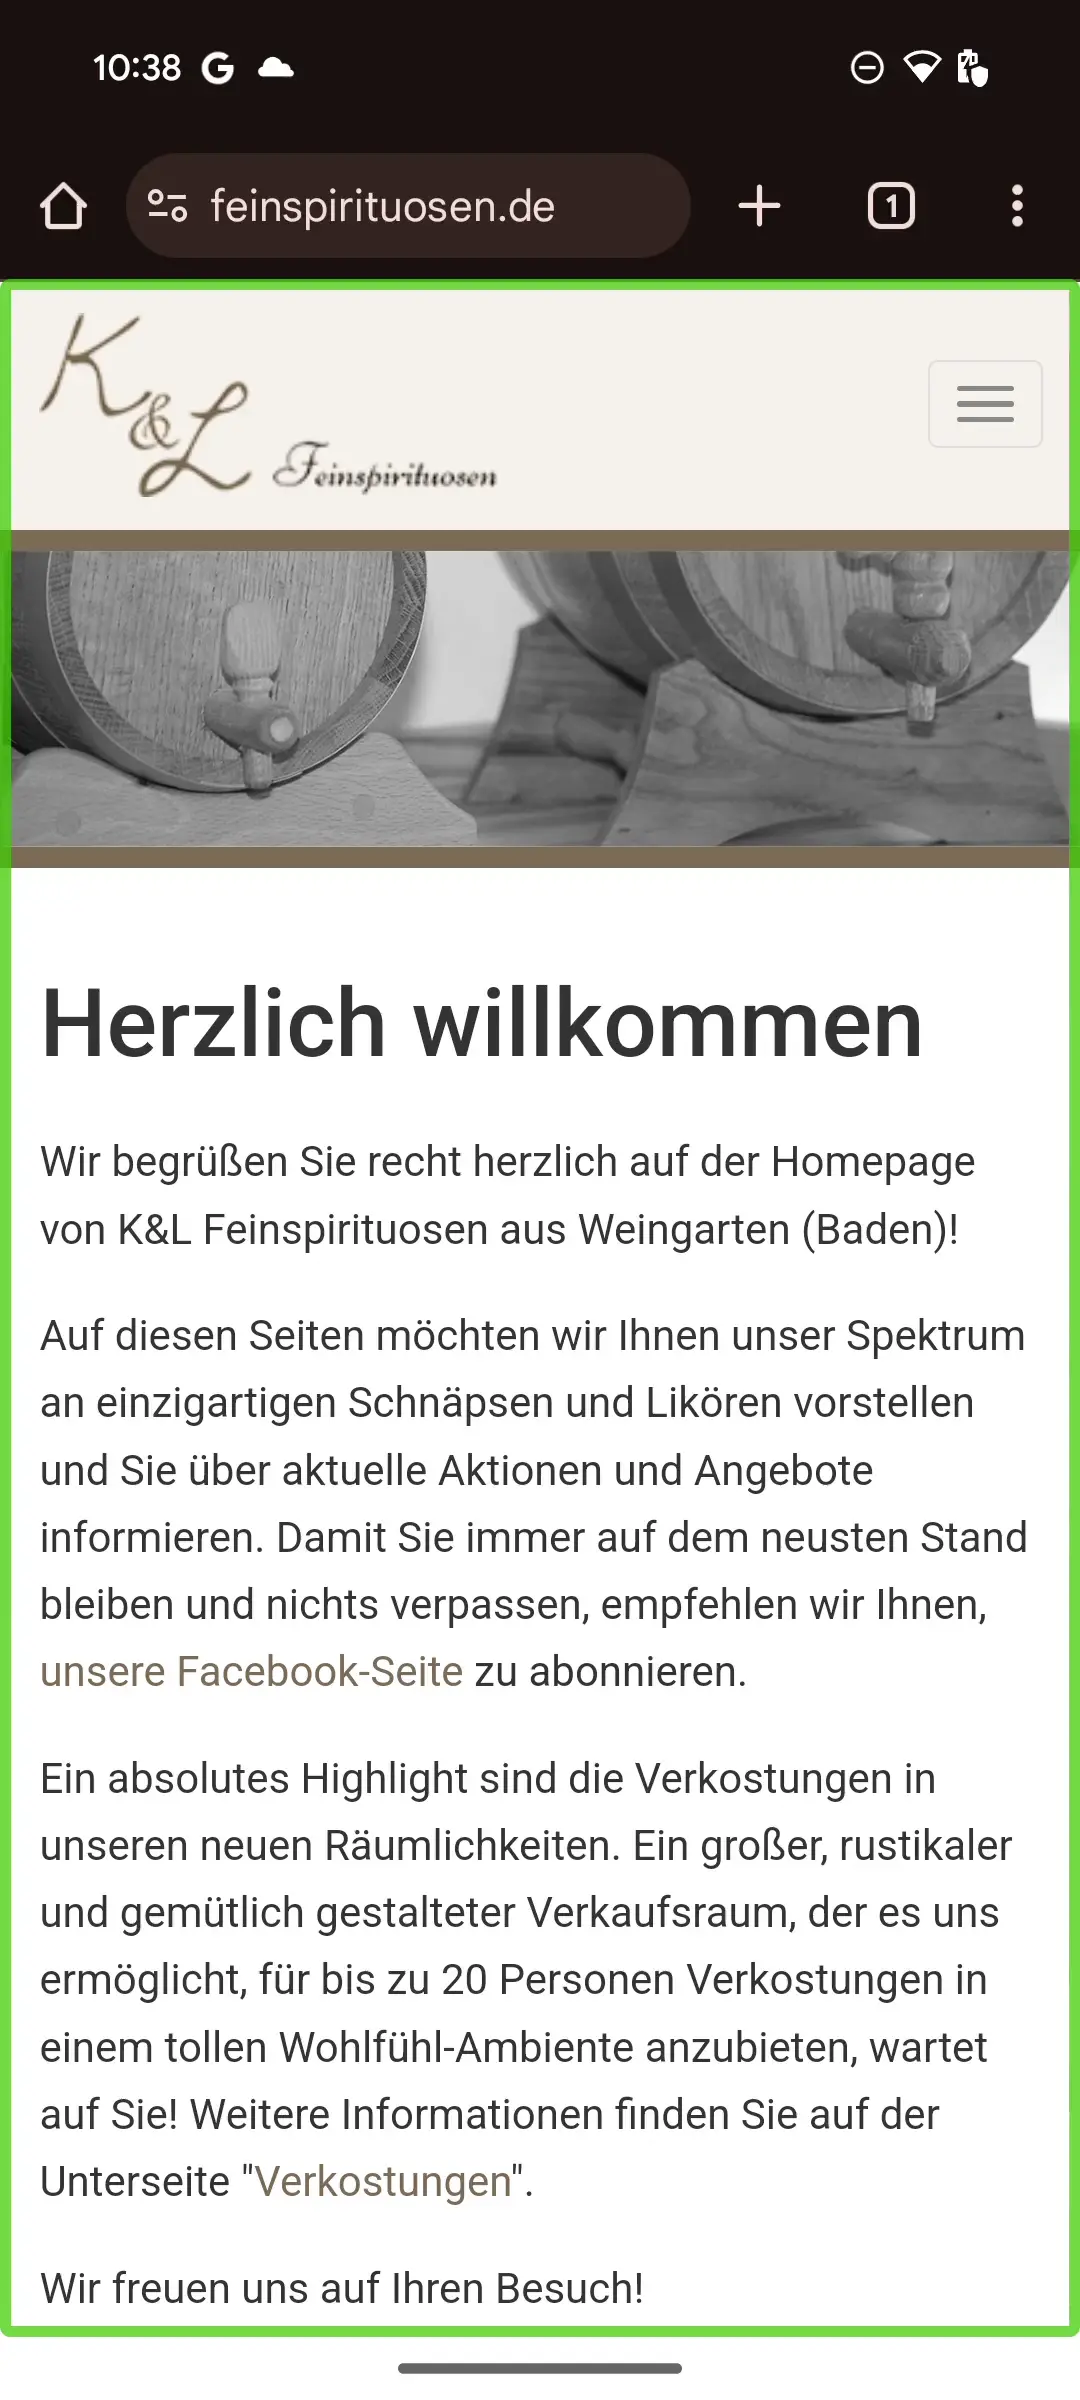 10:38
feinspirituosen.de
1
K&L Feinspirituosen
Herzlich willkommen
Wir begrüßen Sie recht herzlich auf der Homepage
von K&L Feinspirituosen aus Weingarten (Baden)!
Auf diesen Seiten möchten wir Ihnen unser Spektrum
an einzigartigen Schnäpsen und Likören vorstellen
und Sie über aktuelle Aktionen und Angebote
informieren. Damit Sie immer auf dem neusten Stand
bleiben und nichts verpassen, empfehlen wir Ihnen,
unsere Facebook-Seite zu abonnieren.
Ein absolutes Highlight sind die Verkostungen in
unseren neuen Räumlichkeiten. Ein großer, rustikaler
und gemütlich gestalteter Verkaufsraum, der es uns
ermöglicht, für bis zu 20 Personen Verkostungen in
einem tollen Wohlfühl-Ambiente anzubieten, wartet
auf Sie! Weitere Informationen finden Sie auf der
Unterseite "Verkostungen".
Wir freuen uns auf Ihren Besuch!